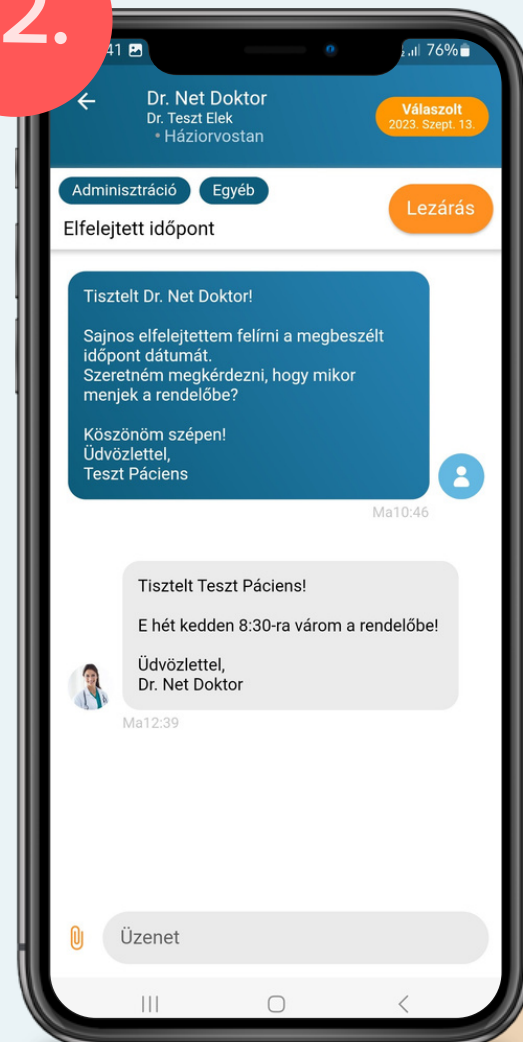 2.
41
76%
Dr. Net Doktor
Dr. Teszt Elek
• Háziorvostan
Válaszolt
2023. Szept. 13.
Adminisztráció
Egyéb
Lezárás
Elfelejtett időpont
Tisztelt Dr. Net Doktor!
Sajnos elfelejtettem felírni a megbeszélt
időpont dátumát.
Szeretném megkérdezni, hogy mikor
menjek a rendelőbe?
Köszönöm szépen!
Üdvözlettel,
Teszt Páciens
Ma10:46
Tisztelt Teszt Páciens!
E hét kedden 8:30-ra várom a rendelőbe!
Üdvözlettel,
Dr. Net Doktor
Ma12:39
Üzenet